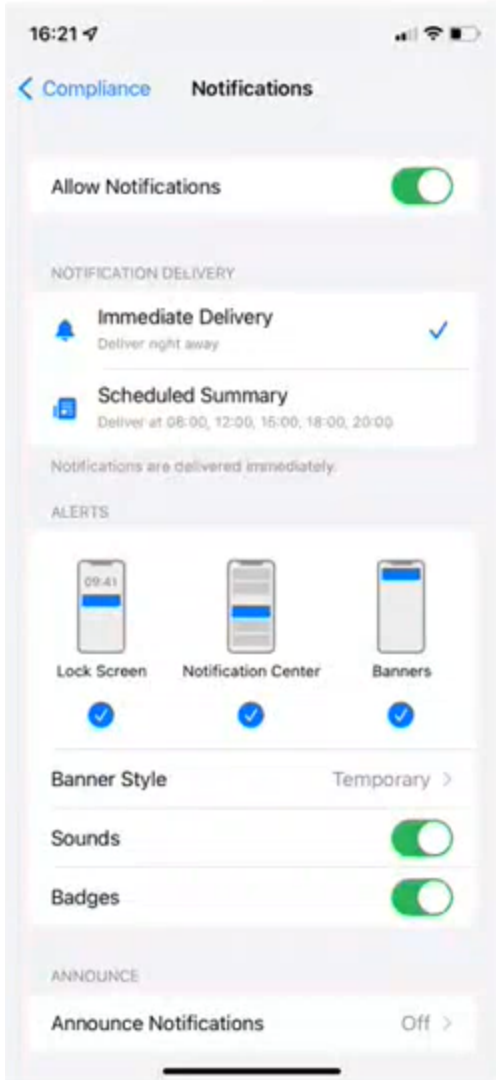 16:21
Compliance Notifications
Allow Notifications
NOTIFICATION DELIVERY
Immediate Delivery
Deliver right away
Scheduled Summary
Deliver at 08:00, 12:00, 15:00, 18:00, 20:00
Notifications are delivered immediately.
ALERTS
09:41
Lock Screen Notification Center Banners
Banner Style Temporary
Sounds
Badges
ANNOUNCE
Announce Notifications Off